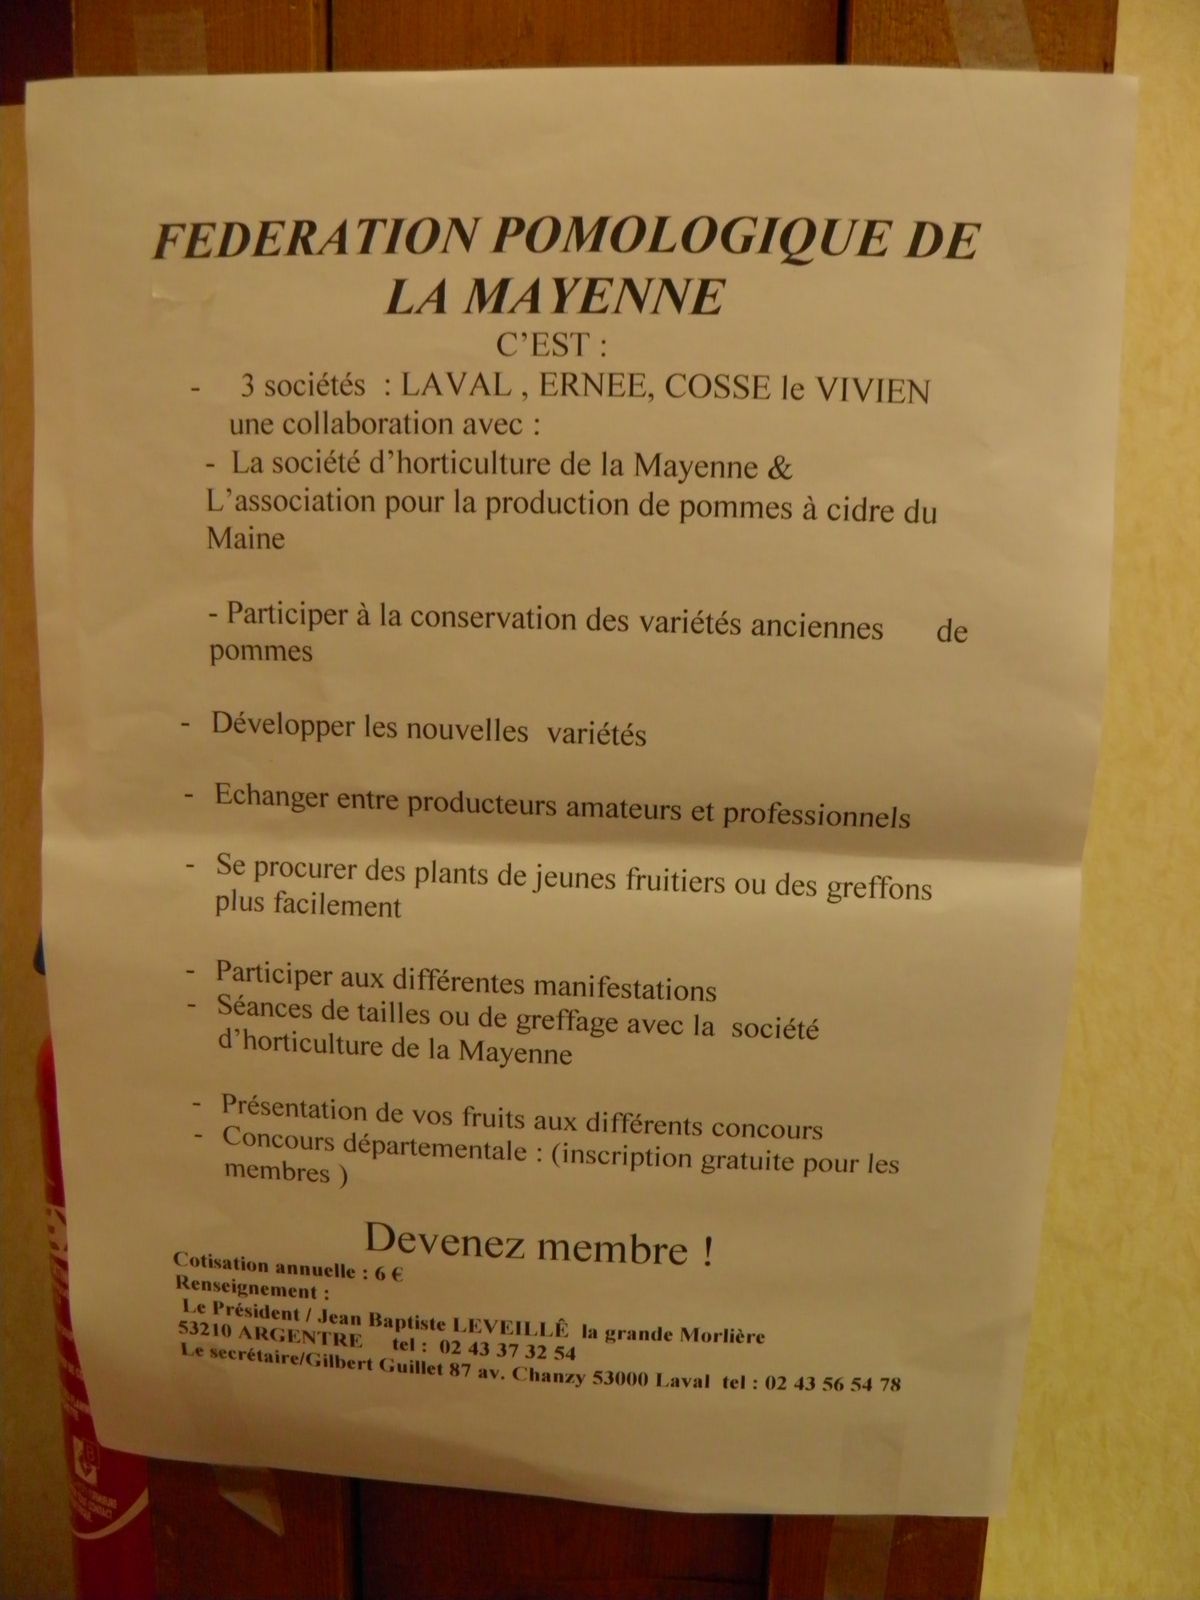 FEDERATION POMOLOGIQUE DE
LA MAYENNE
C'EST :
- 3 sociétés : LAVAL , ERNEE, COSSE le VIVIEN
une collaboration avec :
- La société d'horticulture de la Mayenne &
L'association pour la production de pommes à cidre du
Maine
- Participer à la conservation des variétés anciennes de
pommes
- Développer les nouvelles variétés
- Echanger entre producteurs amateurs et professionnels
- Se procurer des plants de jeunes fruitiers ou des greffons
plus facilement
- Participer aux différentes manifestations
- Séances de tailles ou de greffage avec la société
d'horticulture de la Mayenne
- Présentation de vos fruits aux différents concours
- Concours départementale : (inscription gratuite pour les
membres )
Devenez membre !
Cotisation annuelle : 6 €
Renseignement :
Le Président / Jean Baptiste LEVEILLÊ la grande Morlière
53210 ARGENTRE tel : 02 43 37 32 54
Le secrétaire/Gilbert Guillet 87 av. Chanzy 53000 Laval tel : 02 43 56 54 78